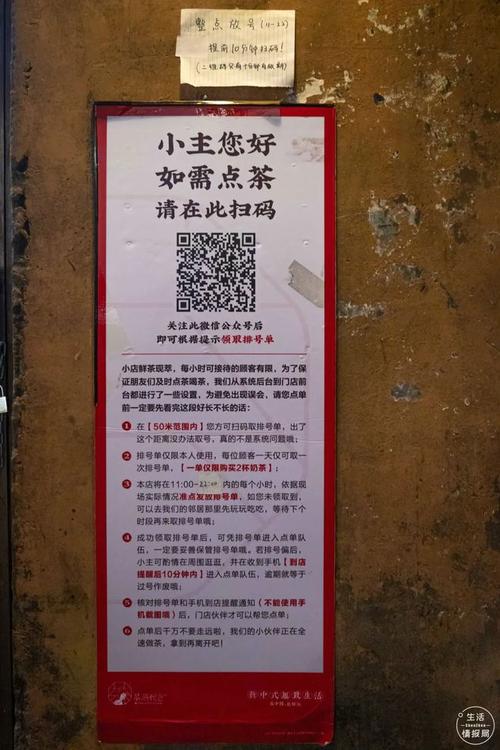 整点放号(11-22)
提前10分钟扫码!
小主您好
如需点茶
请在此扫码
关注此微信公众号后
即可根据提示领取排号单
小店鲜茶现萃，每小时可接待的顾客有限，为了保
证朋友们及时点茶喝茶，我们从系统后台到门店前
台都进行了一些设置，为避免出现误会，请您点单
前一定要先看完这段好长不长的话：
1 在【50米范围内】您方可扫码取排号单，出了
这个距离没办法取号，真的不是系统问题哦；
2 排号单仅限本人使用，每位顾客一天仅可取一
次排号单，【一单仅限购买2杯奶茶】；
3 本店将在11:00-22:00 内的每个小时，依据现
场实际情况准点发放排号单，如您未领取到，
可以去我们的邻居那里先玩玩吃吃，等待下个
时段再来取排号单哦；
4 成功领取排号单后，可凭排号单进入点单队
伍，一定要妥善保管排号单哦。若排号偏后，
小主可酌情在周围逛逛，并在收到手机【到店
提醒后10分钟内】进入点单队伍，逾期就等于
过号作废哦；
5 核对排号单和手机到店提醒通知（不能使用手
机截图哦）后，门店伙伴才可以帮您点单；
6 点单后千万不要走远啦，我们的小伙伴正在全
速做茶，拿到再离开吧！
茶颜悦色
生活
情报局